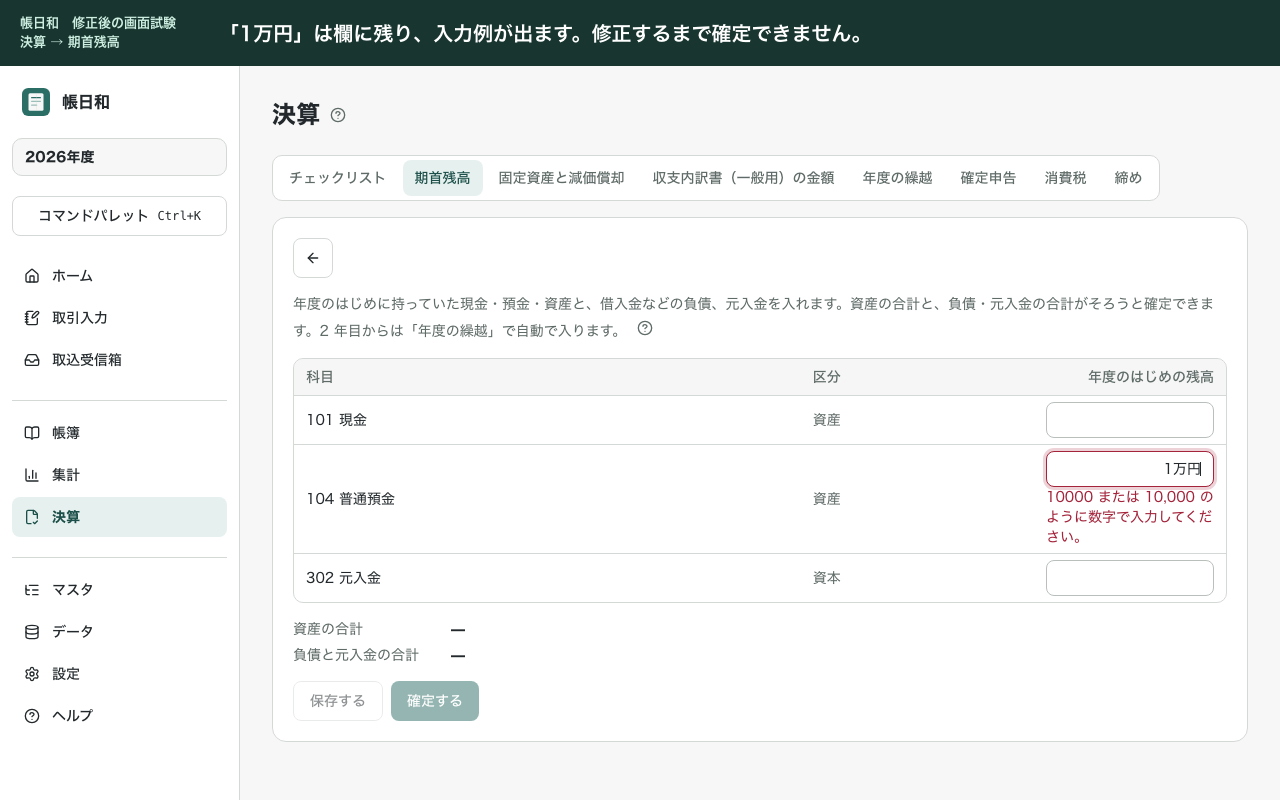 帳日和　修正後の画面試験
決算 → 期首残高
「1万円」は欄に残り、入力例が出ます。修正するまで確定できません。
帳日和
2026年度
コマンドパレット Ctrl+K
ホーム
取引入力
取込受信箱
帳簿
集計
決算
マスタ
データ
設定
ヘルプ
決算
チェックリスト 期首残高 固定資産と減価償却 収支内訳書（一般用）の金額 年度の繰越 確定申告 消費税 締め
年度のはじめに持っていた現金・預金・資産と、借入金などの負債、元入金を入れます。資産の合計と、負債・元入金の合計がそろうと確定できま
す。2 年目からは「年度の繰越」で自動で入ります。
科目 区分 年度のはじめの残高
101 現金 資産
104 普通預金 資産 1万円
10000 または 10,000 の
ように数字で入力してくだ
さい。
302 元入金 資本
資産の合計 —
負債と元入金の合計 —
保存する 確定する